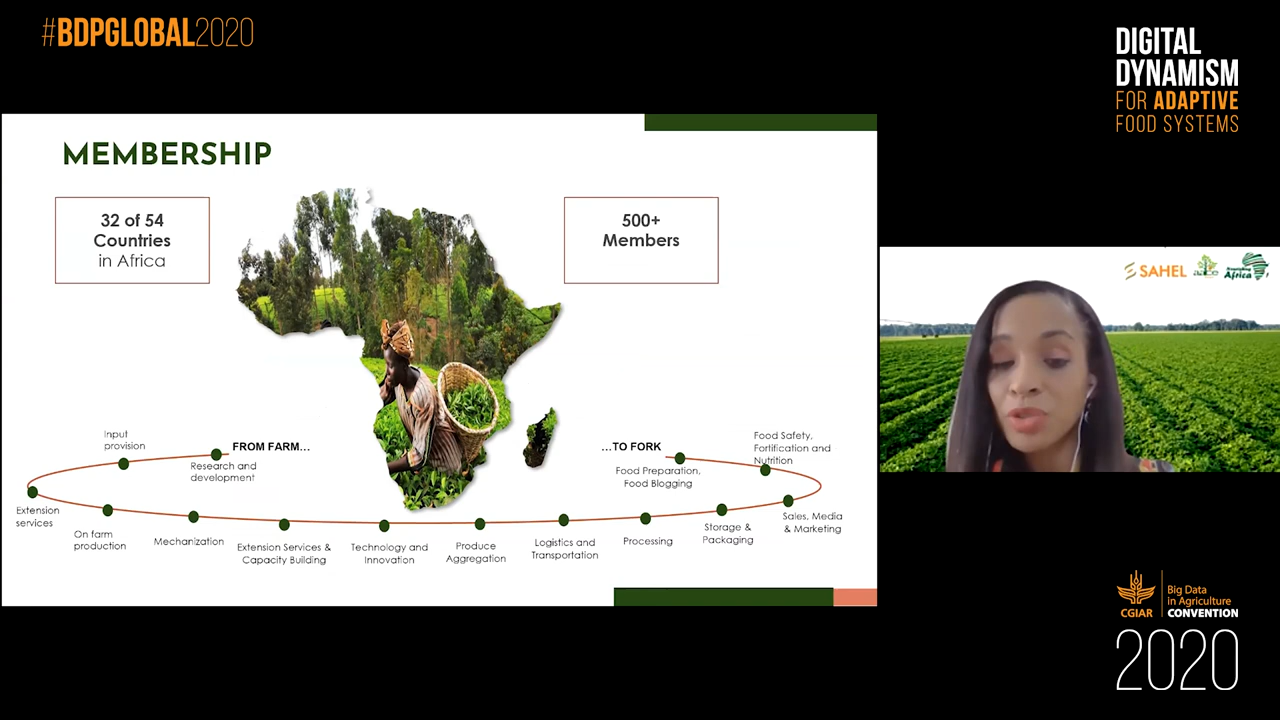 #BDPGLOBAL2020
DIGITAL
DYNAMISM
FOR ADAPTIVE
FOOD SYSTEMS
MEMBERSHIP
32 of 54
Countries
in Africa
500+
Members
SAHEL
Africa
Input
provision
FROM FARM...
Research and
development
Extension
services
On farm
production
Mechanization
Extension Services &
Capacity Building
Technology and
Innovation
Produce
Aggregation
Logistics and
Transportation
Processing
Storage &
Packaging
Sales, Media
& Marketing
Food Safety,
Fortification and
Nutrition
...TO FORK
Food Preparation,
Food Blogging
CGIAR
Big Data
in Agriculture
CONVENTION
2020